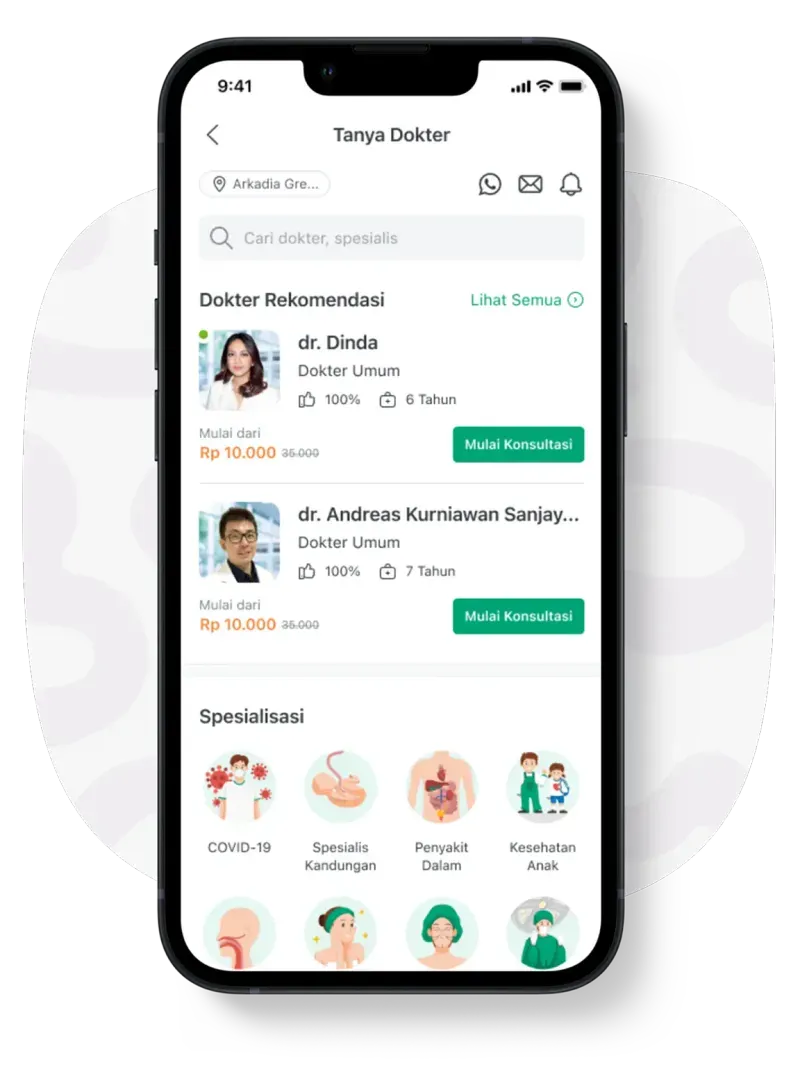 9:41
Tanya Dokter
Arkadia Gre...
Cari dokter, spesialis
Dokter Rekomendasi
Lihat Semua
dr. Dinda
Dokter Umum
100% 6 Tahun
Mulai dari
Rp 10.000 35.000
Mulai Konsultasi
dr. Andreas Kurniawan Sanjay...
Dokter Umum
100% 7 Tahun
Mulai dari
Rp 10.000 35.000
Mulai Konsultasi
Spesialisasi
COVID-19
Spesialis
Kandungan
Penyakit
Dalam
Kesehatan
Anak